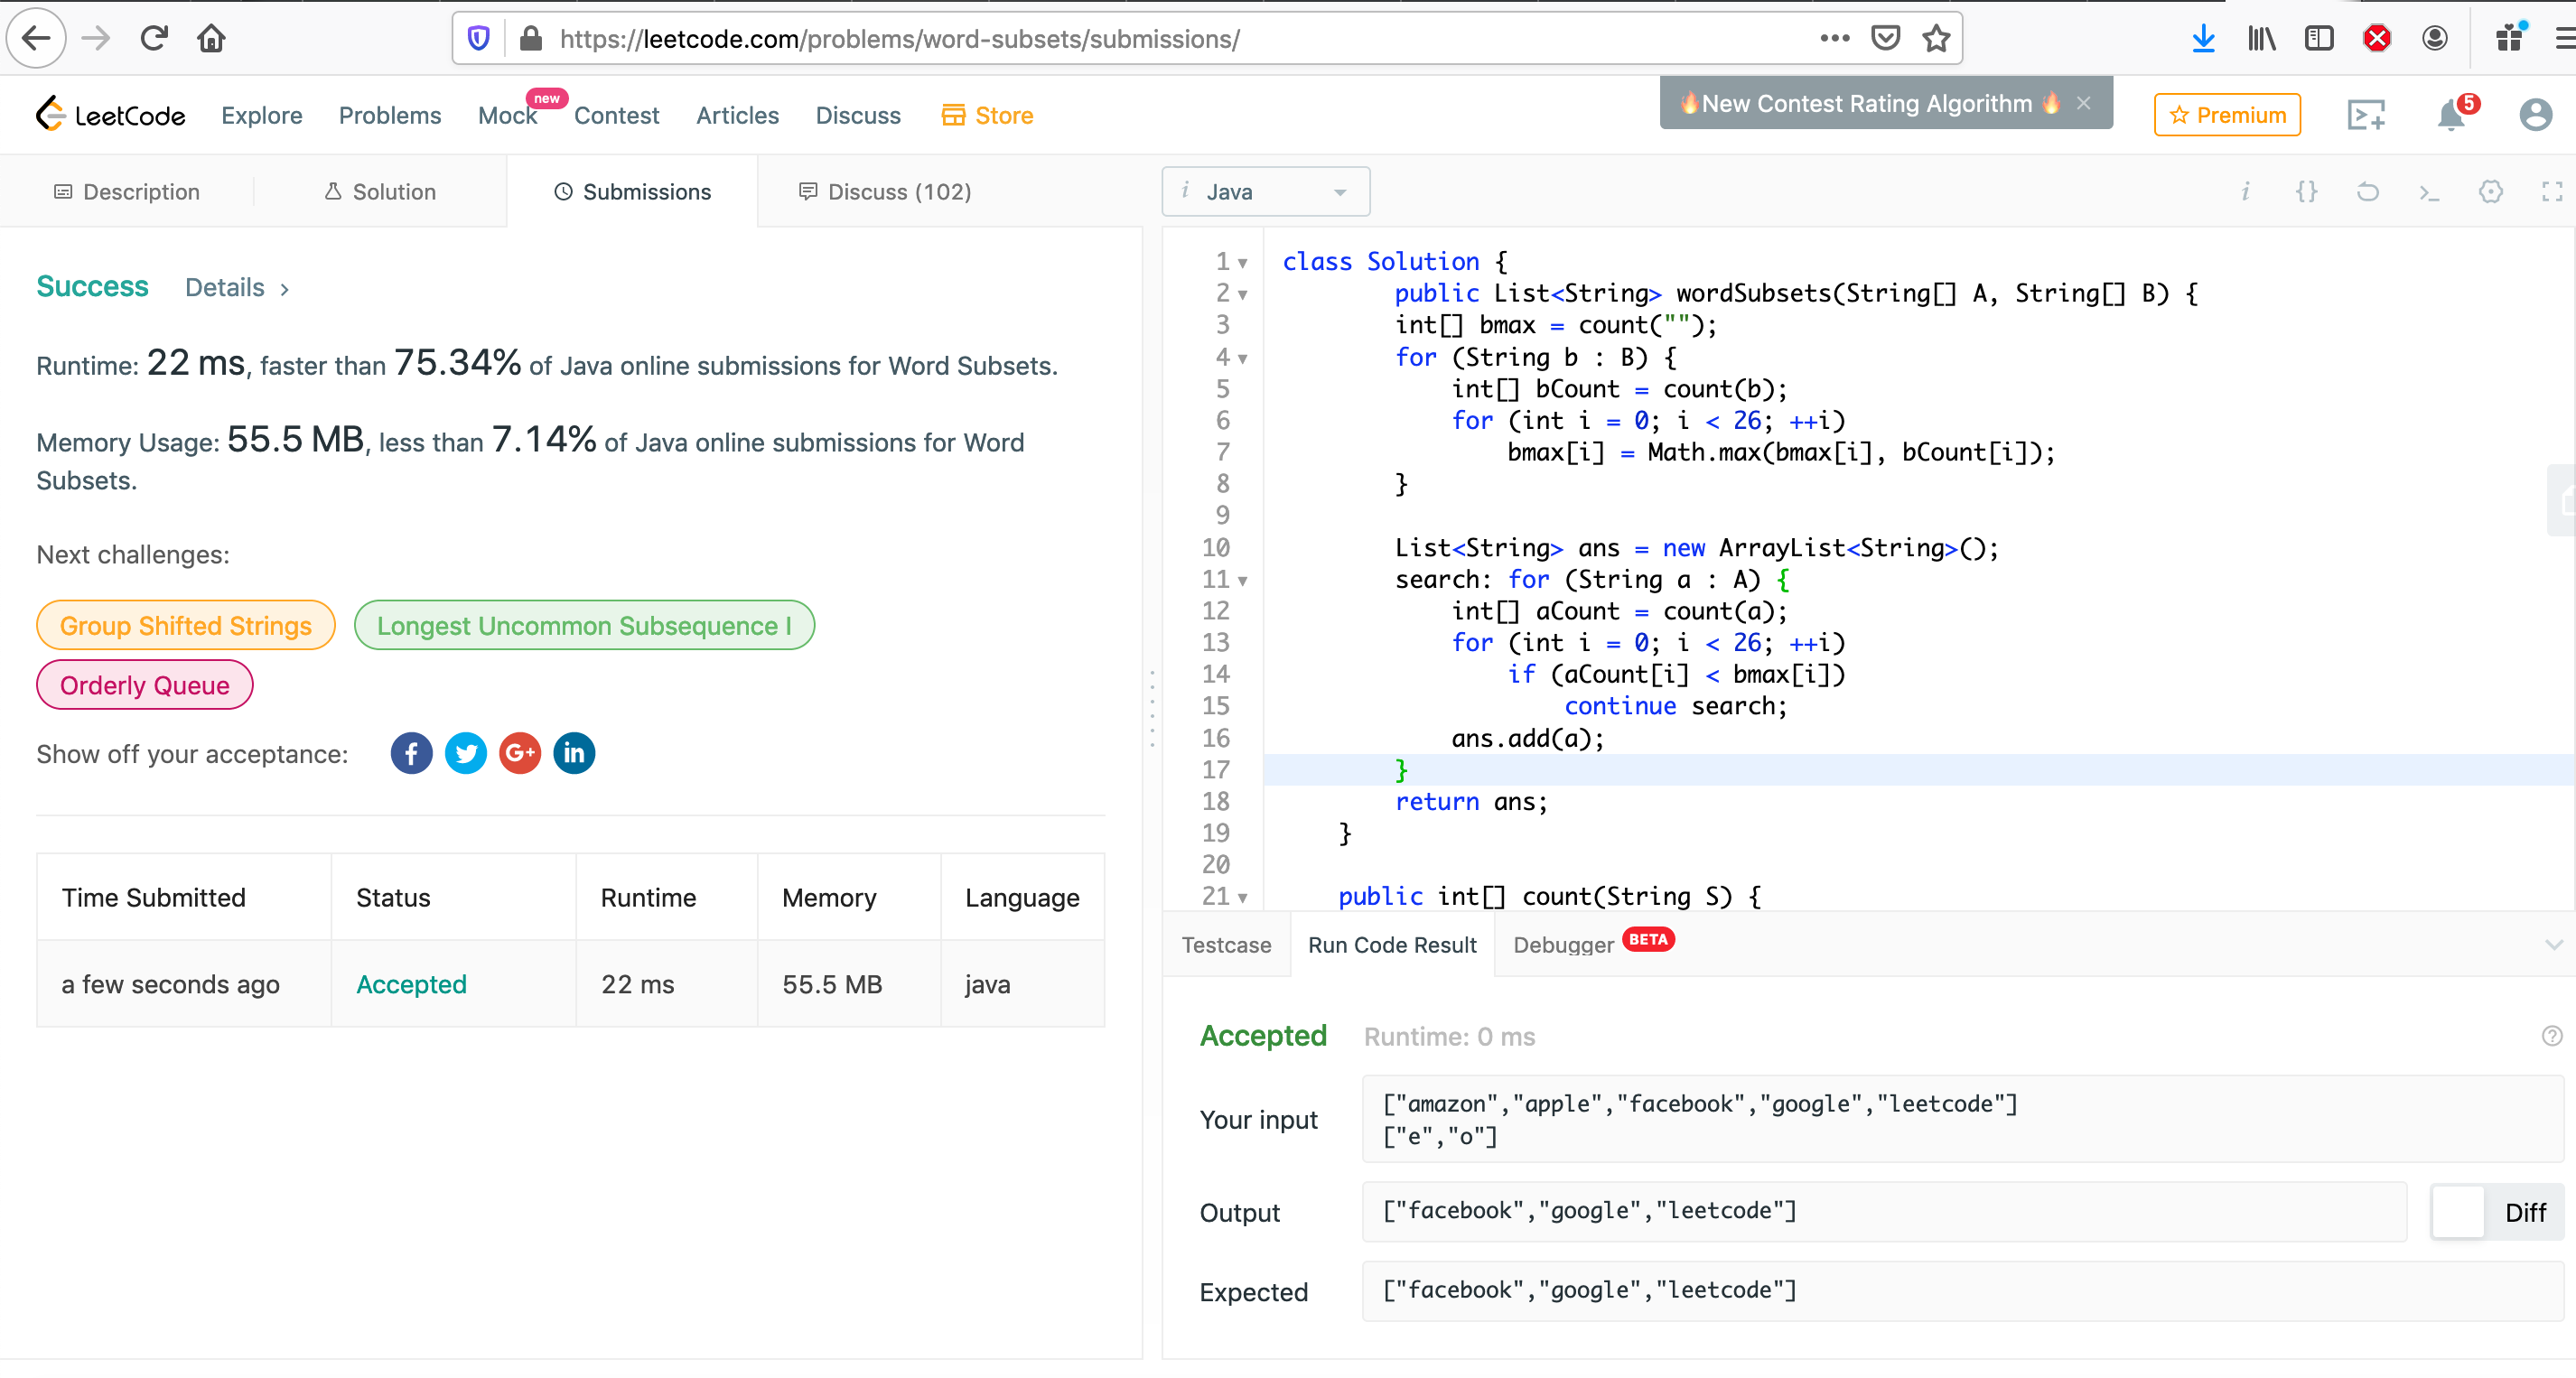 https://leetcode.com/problems/word-subsets/submissions/
LeetCode Explore Problems Mock new Contest Articles Discuss Store
🔥New Contest Rating Algorithm 🔥 ×
Premium 5
Description Solution Submissions Discuss (102)
i Java
Success Details >
Runtime: 22 ms, faster than 75.34% of Java online submissions for Word Subsets.
Memory Usage: 55.5 MB, less than 7.14% of Java online submissions for Word
Subsets.
Next challenges:
Group Shifted Strings Longest Uncommon Subsequence I
Orderly Queue
Show off your acceptance: f G+ in
Time Submitted Status Runtime Memory Language
a few seconds ago Accepted 22 ms 55.5 MB java
1 class Solution {
2 public List<String> wordSubsets(String[] A, String[] B) {
3 int[] bmax = count("");
4 for (String b : B) {
5 int[] bCount = count(b);
6 for (int i = 0; i < 26; ++i)
7 bmax[i] = Math.max(bmax[i], bCount[i]);
8 }
9
10 List<String> ans = new ArrayList<String>();
11 search: for (String a : A) {
12 int[] aCount = count(a);
13 for (int i = 0; i < 26; ++i)
14 if (aCount[i] < bmax[i])
15 continue search;
16 ans.add(a);
17 }
18 return ans;
19 }
20
21 public int[] count(String S) {
Testcase Run Code Result Debugger BETA
Accepted Runtime: 0 ms
Your input
["amazon","apple","facebook","google","leetcode"]
["e","o"]
Output ["facebook","google","leetcode"] Diff
Expected ["facebook","google","leetcode"]